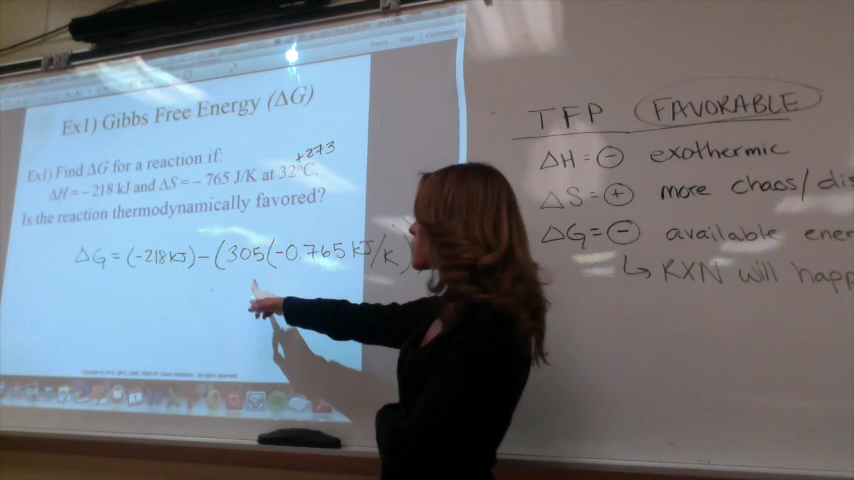 Ex1) Gibbs Free Energy (ΔG)
+273
Ex1) Find ΔG for a reaction if:
ΔH = – 218 kJ and ΔS = – 765 J/K at 32°C.
Is the reaction thermodynamically favored?
ΔG = (-218 kJ) - (305(-0.765 kJ/K)
TFP FAVORABLE
ΔH = ⊖ exothermic
ΔS = ⊕ more chaos/
ΔG = ⊖ available
↳ RXN will